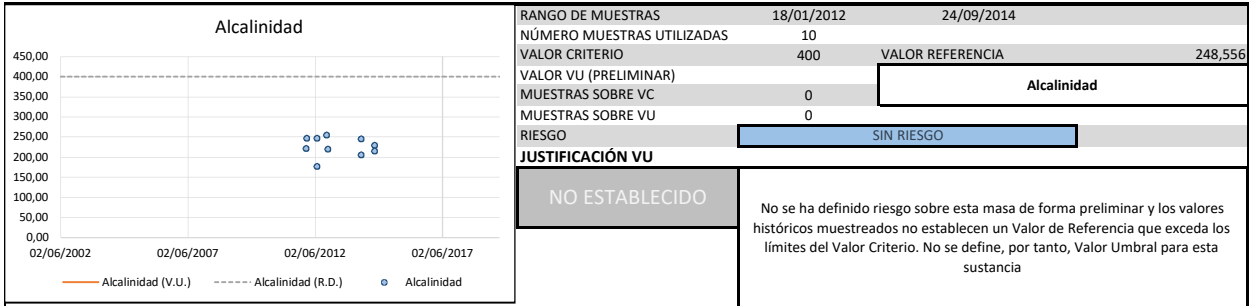 Alcalinidad
450,00
400,00
350,00
300,00
250,00
200,00
150,00
100,00
50,00
0,00
02/06/2002 02/06/2007 02/06/2012 02/06/2017
Alcalinidad (V.U.) Alcalinidad (R.D.) Alcalinidad
RANGO DE MUESTRAS 18/01/2012 24/09/2014
NÚMERO MUESTRAS UTILIZADAS 10
VALOR CRITERIO 400 VALOR REFERENCIA 248,556
VALOR VU (PRELIMINAR)
Alcalinidad
MUESTRAS SOBRE VC 0
MUESTRAS SOBRE VU 0
RIESGO SIN RIESGO
JUSTIFICACIÓN VU
NO ESTABLECIDO
No se ha definido riesgo sobre esta masa de forma preliminar y los valores
históricos muestreados no establecen un Valor de Referencia que exceda los
límites del Valor Criterio. No se define, por tanto, Valor Umbral para esta
sustancia